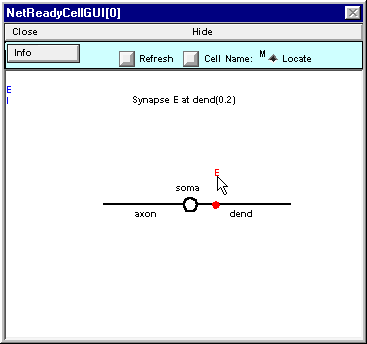 NetReadyCellGUI[0]
Close Hide
Info Refresh Cell Name: M Locate
E
I
Synapse E at dend(0.2)
E
soma
axon dend